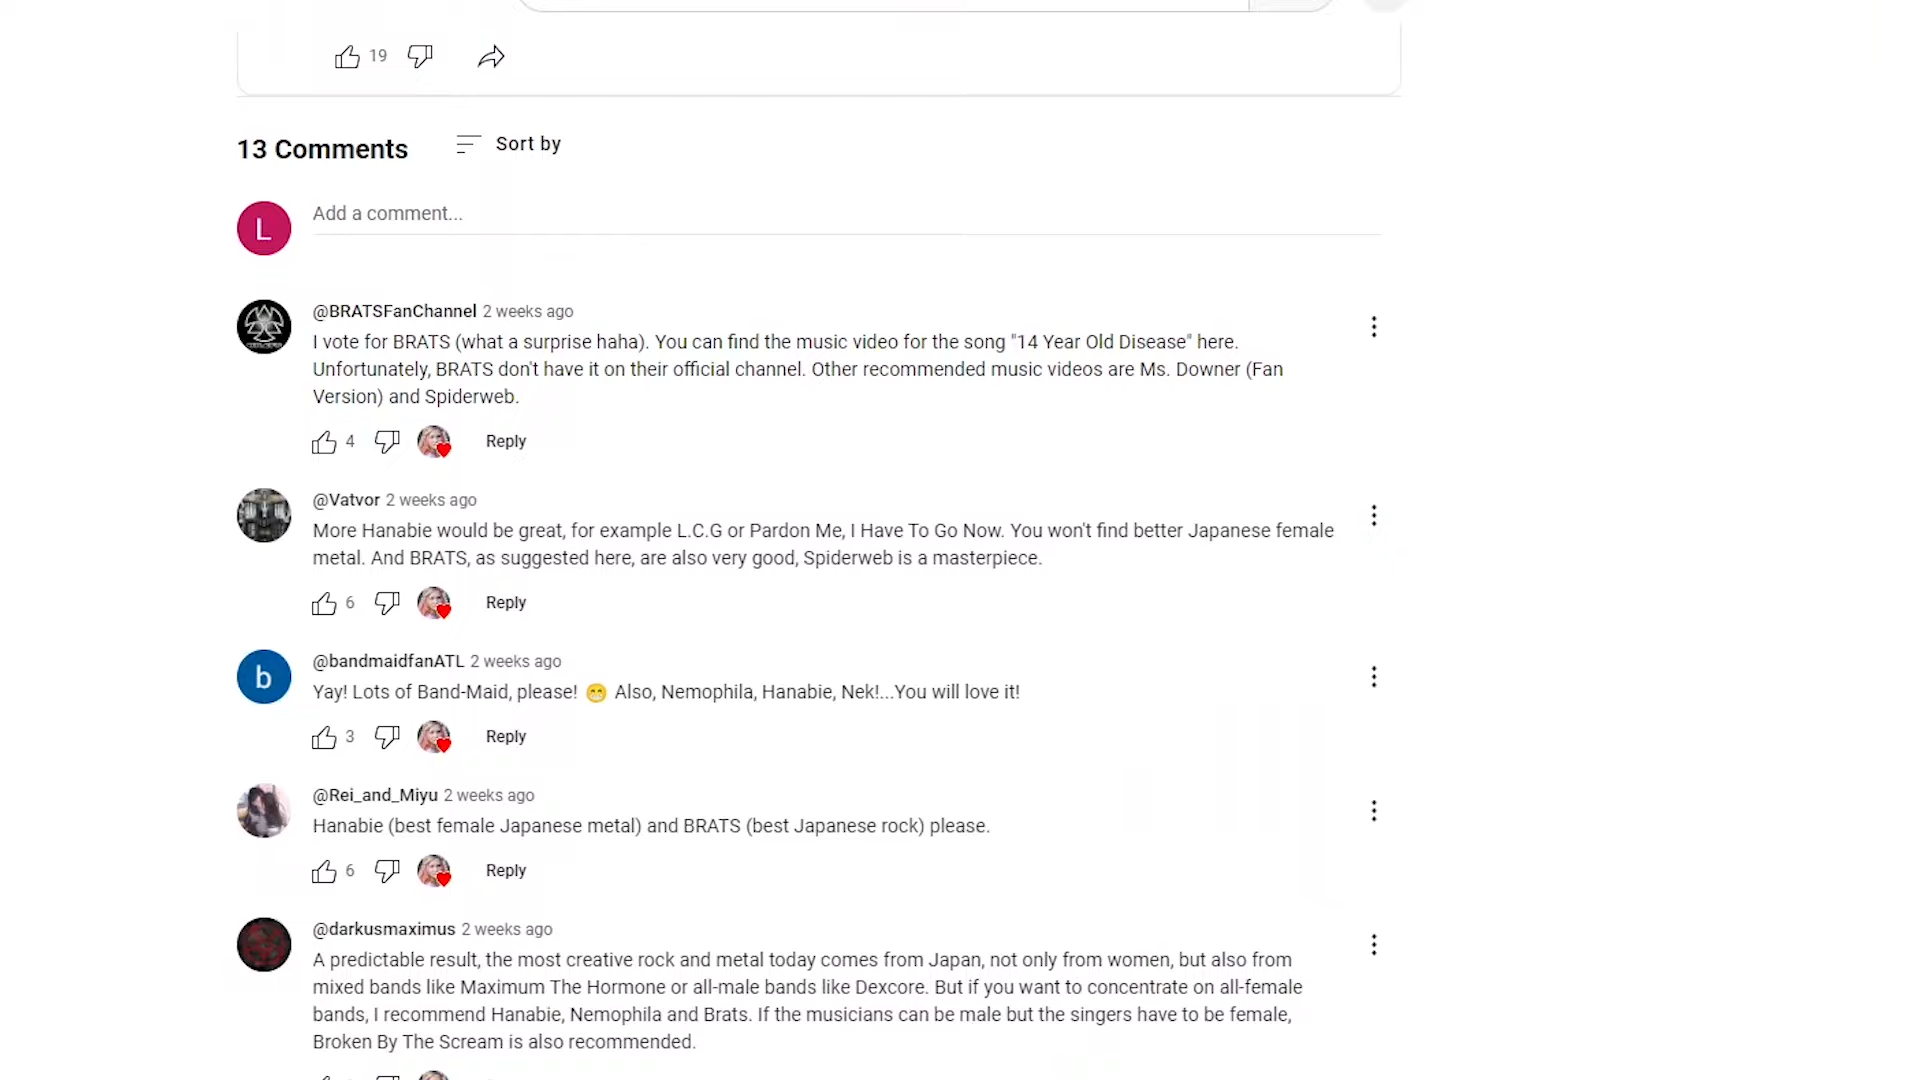 19
13 Comments
Sort by
L
Add a comment...
@BRATSFanChannel 2 weeks ago
I vote for BRATS (what a surprise haha). You can find the music video for the song "14 Year Old Disease" here.
Unfortunately, BRATS don't have it on their official channel. Other recommended music videos are Ms. Downer (Fan
Version) and Spiderweb.
4
Reply
@Vatvor 2 weeks ago
More Hanabie would be great, for example L.C.G or Pardon Me, I Have To Go Now. You won't find better Japanese female
metal. And BRATS, as suggested here, are also very good, Spiderweb is a masterpiece.
6
Reply
b
@bandmaidfanATL 2 weeks ago
Yay! Lots of Band-Maid, please! 😁 Also, Nemophila, Hanabie, Nek!...You will love it!
3
Reply
@Rei_and_Miyu 2 weeks ago
Hanabie (best female Japanese metal) and BRATS (best Japanese rock) please.
6
Reply
@darkusmaximus 2 weeks ago
A predictable result, the most creative rock and metal today comes from Japan, not only from women, but also from
mixed bands like Maximum The Hormone or all-male bands like Dexcore. But if you want to concentrate on all-female
bands, I recommend Hanabie, Nemophila and Brats. If the musicians can be male but the singers have to be female,
Broken By The Scream is also recommended.